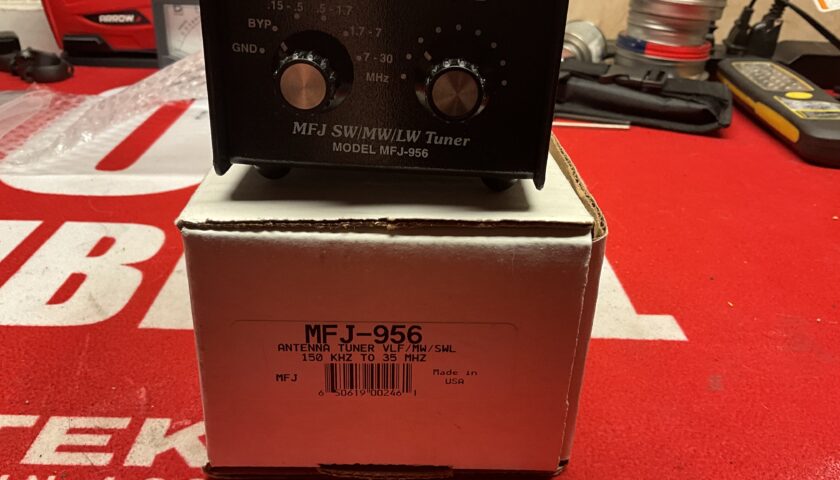 ARROW
.15 - .5
.5 - 1.7
BYP
1.7 - 7
GND
7 - 30
MHz
MFJ SW/MW/LW Tuner
MODEL MFJ-956
MFJ-956
ANTENNA TUNER VLF/MW/SWL
150 KHZ TO 35 MHZ
MFJ
Made in
USA
6 50619 00246 1
TEK